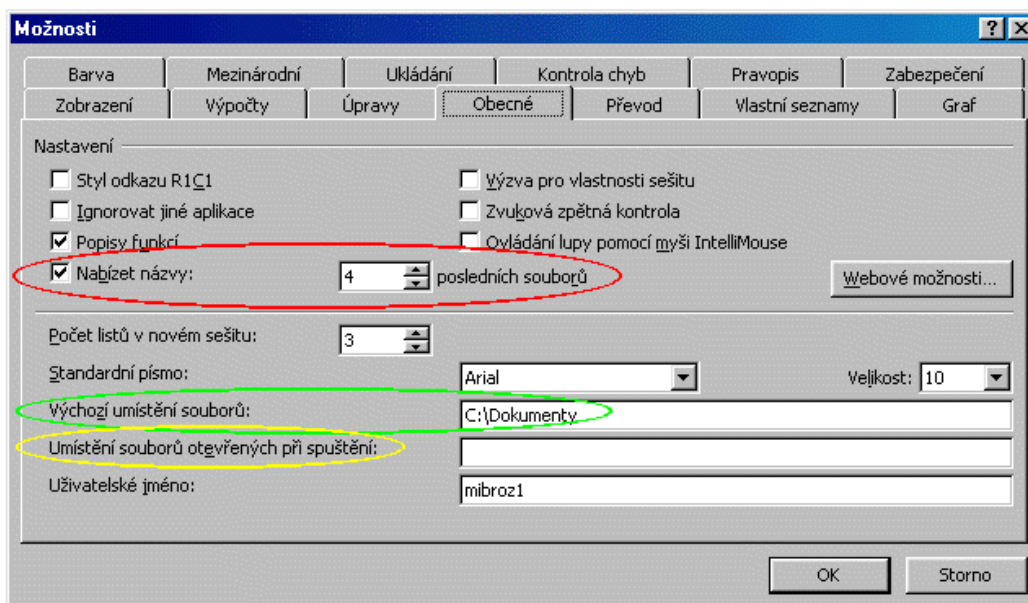 Možnosti
Barva Mezinárodní Ukládání Kontrola chyb Pravopis Zabezpečení
Zobrazení Výpočty Úpravy Obecné Převod Vlastní seznamy Graf
Nastavení
Styl odkazu R1C1 Výzva pro vlastnosti sešitu
Ignorovat jiné aplikace Zvuková zpětná kontrola
Popisy funkcí Ovládání lupy pomocí myši IntelliMouse
Nabízet názvy: 4 posledních souborů Webové možnosti...
Počet listů v novém sešitu: 3
Standardní písmo: Arial Velikost: 10
Výchozí umístění souborů: C:\Dokumenty
Umístění souborů otevřených při spuštění:
Uživatelské jméno: mibroz1
OK Storno